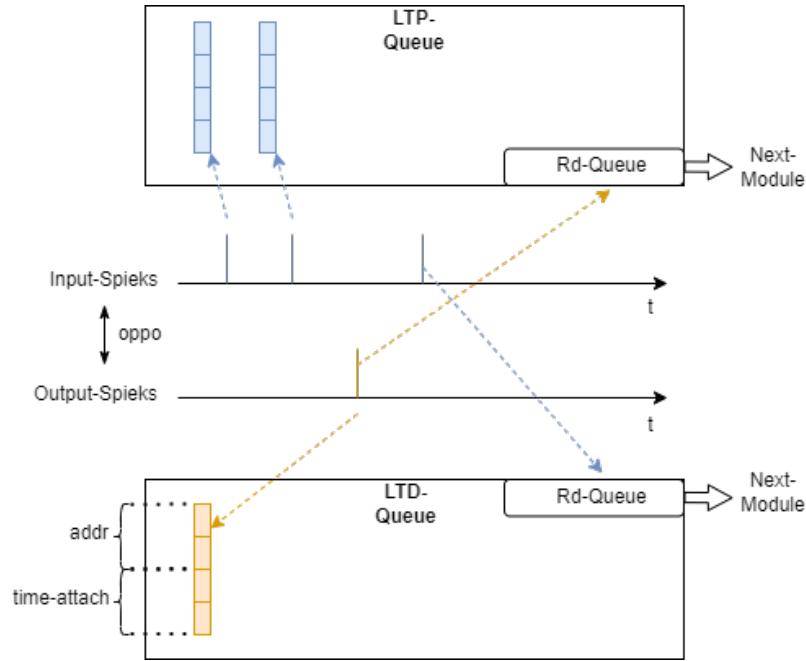 LTP-
Queue
Rd-Queue
Next-
Module
Input-Spieks
t
oppo
Output-Spieks
t
LTD-
Queue
Rd-Queue
Next-
Module
addr
time-attach